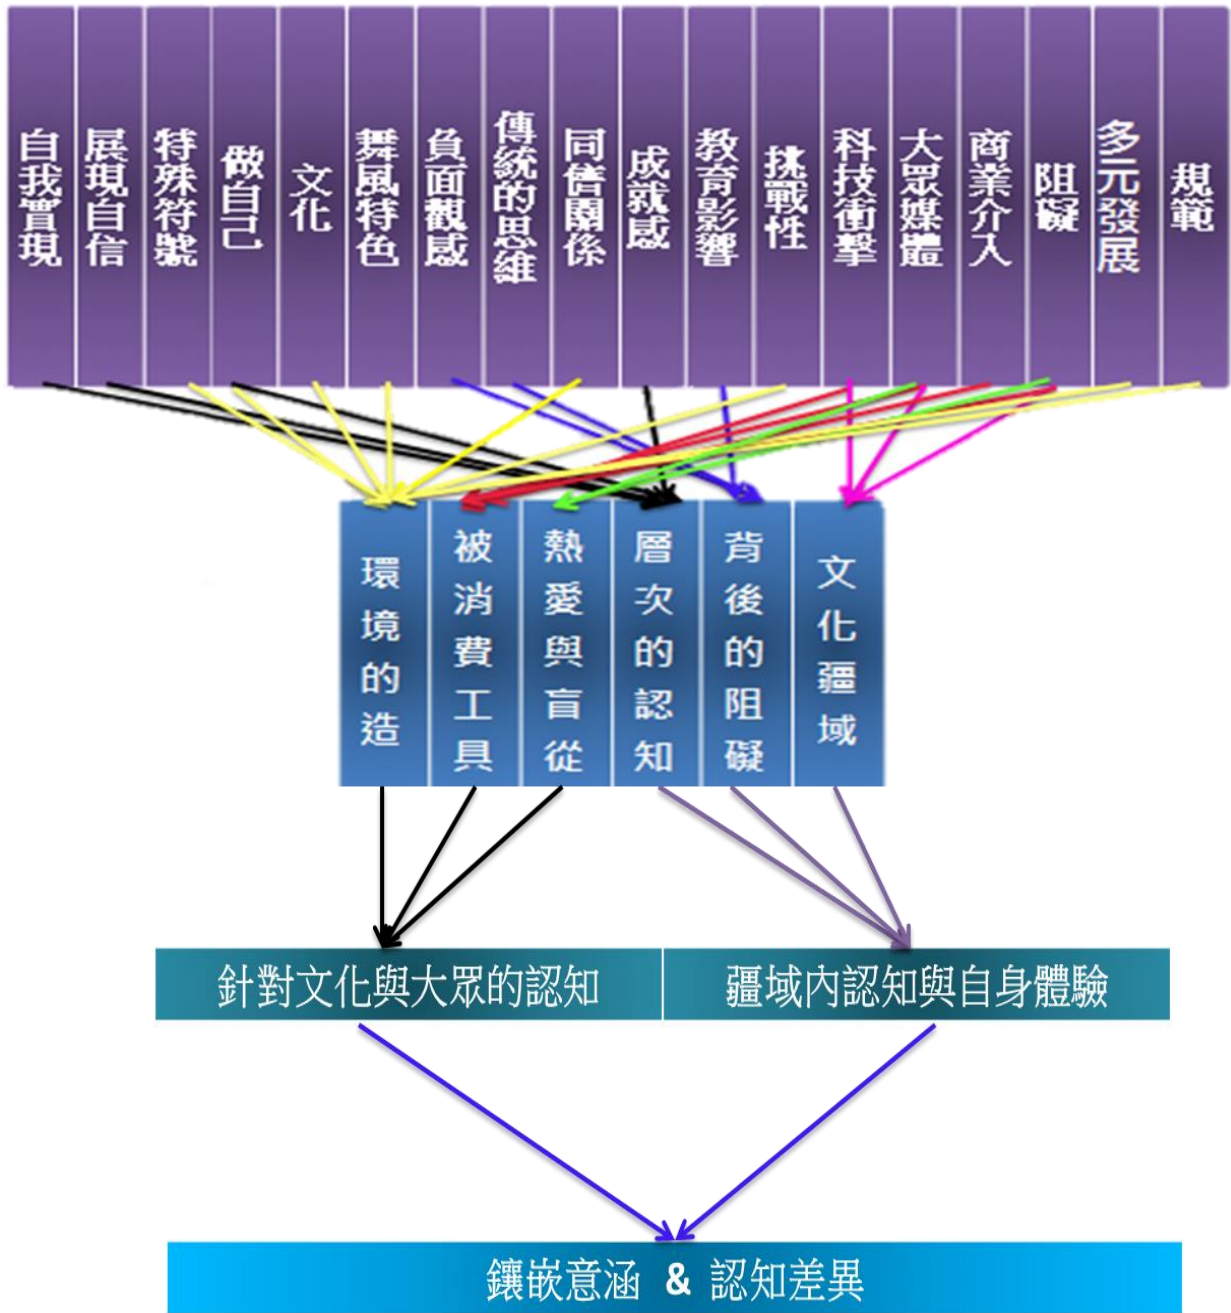 自我實現
展現自信
特殊符號
做自己
文化
舞風特色
負面觀感
傳統的思維
同儕關係
成就感
教育影響
挑戰性
科技衝擊
大眾媒體
商業介入
阻礙
多元發展
規範
環境的造
被消費工具
熱愛與盲從
層次的認知
背後的阻礙
文化疆域
針對文化與大眾的認知
疆域內認知與自身體驗
鑲嵌意涵 & 認知差異